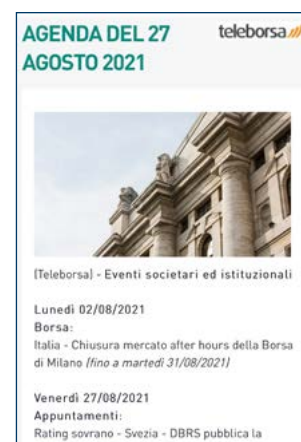 AGENDA DEL 27
AGOSTO 2021
teleborsa
(Teleborsa) - Eventi societari ed istituzionali
Lunedì 02/08/2021
Borsa:
Italia - Chiusura mercato after hours della Borsa
di Milano (fino a martedì 31/08/2021)
Venerdì 27/08/2021
Appuntamenti:
Rating sovrano - Svezia - DBRS pubblica la